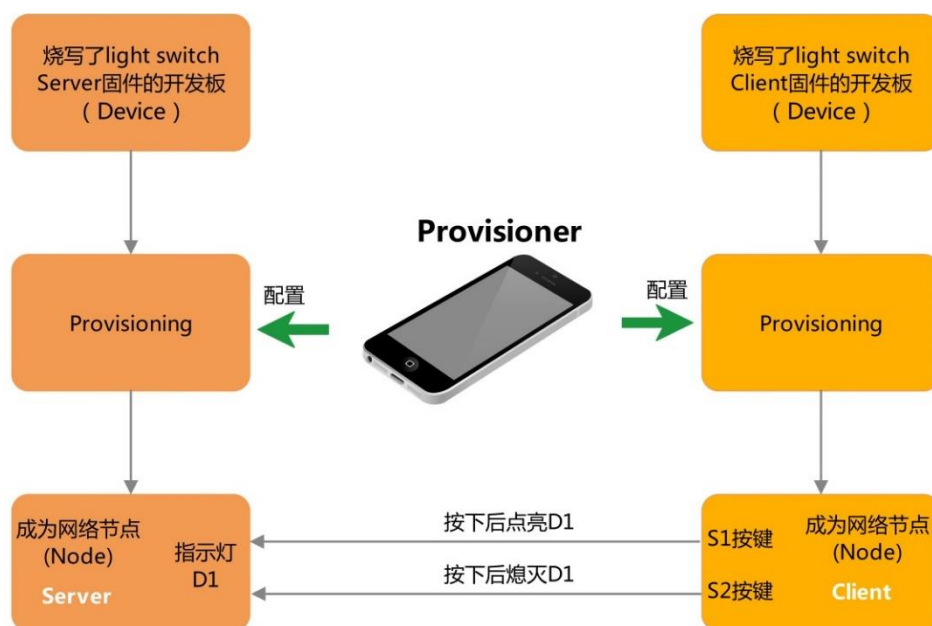 烧写了light switch
Server固件的开发板
（Device）
烧写了light switch
Client固件的开发板
（Device）
Provisioner
配置
配置
Provisioning
Provisioning
成为网络节点
(Node)
Server
指示灯
D1
按下后点亮D1
按下后熄灭D1
S1按键
S2按键
成为网络节点
(Node)
Client